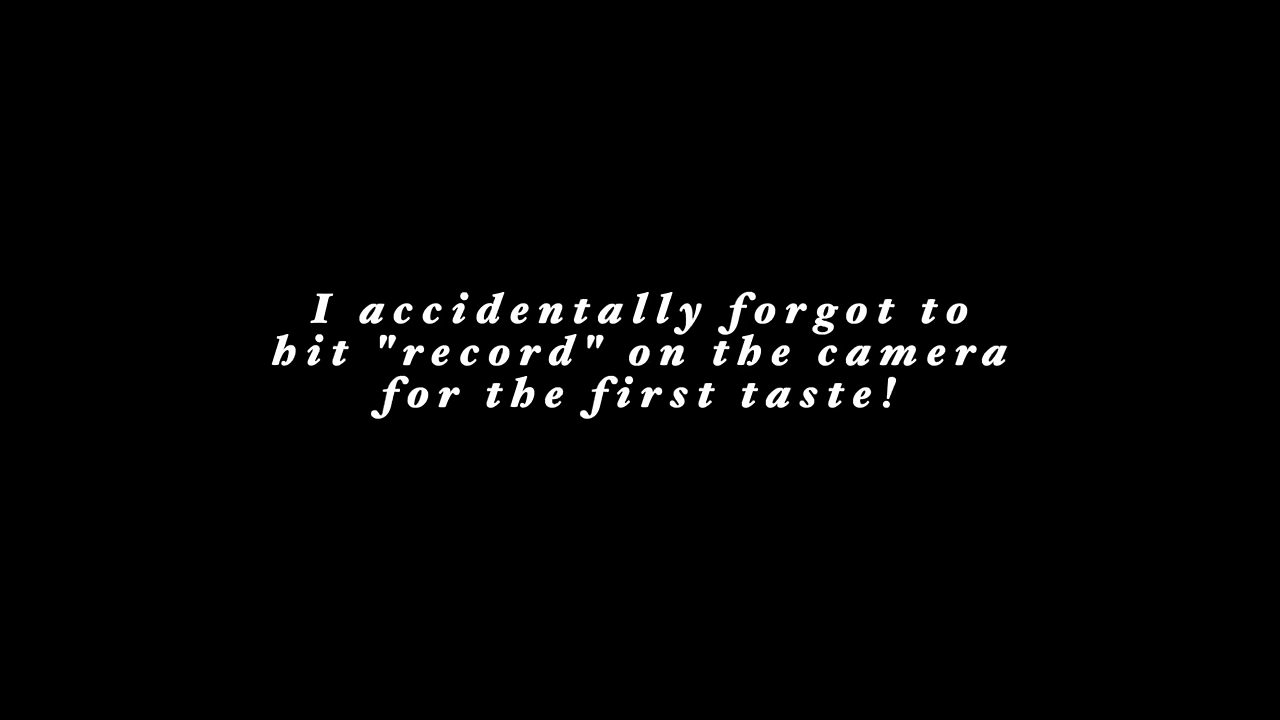 I accidentally forgot to
hit "record" on the camera
for the first taste!